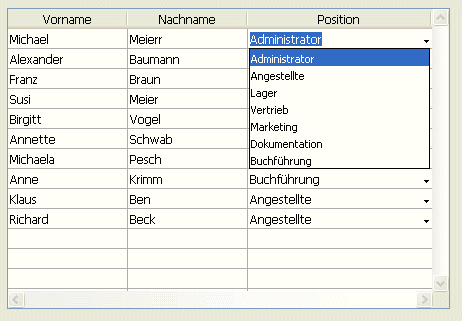 Vorname Nachname Position
Michael Meierr Administrator
Alexander Baumann Administrator
Franz Braun Angestellte
Susi Meier Lager
Birgitt Vogel Vertrieb
Annette Schwab Marketing
Michaela Pesch Dokumentation
Buchführung
Anne Krimm Buchführung
Klaus Ben Angestellte
Richard Beck Angestellte